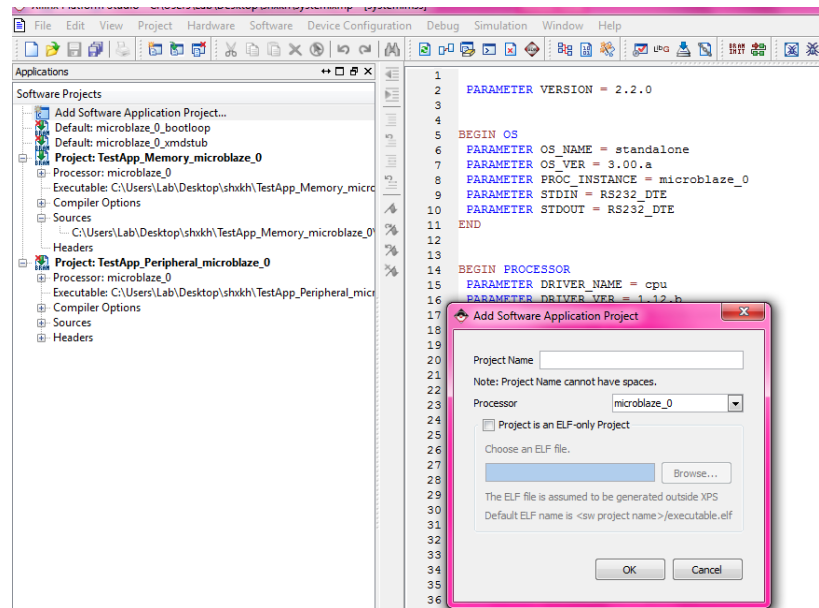 File Edit View Project Hardware Software Device Configuration Debug Simulation Window Help
Applications
Software Projects
Add Software Application Project...
Default: microblaze_0_bootloop
Default: microblaze_0_xmdstub
Project: TestApp_Memory_microblaze_0
Processor: microblaze_0
Executable: C:\Users\Lab\Desktop\shxkh\TestApp_Memory_micro
Compiler Options
Sources
C:\Users\Lab\Desktop\shxkh\TestApp_Memory_microblaze_0\
Headers
Project: TestApp_Peripheral_microblaze_0
Processor: microblaze_0
Executable: C:\Users\Lab\Desktop\shxkh\TestApp_Peripheral_micr
Compiler Options
Sources
Headers
1
2 PARAMETER VERSION = 2.2.0
3
4
5 BEGIN OS
6 PARAMETER OS_NAME = standalone
7 PARAMETER OS_VER = 3.00.a
8 PARAMETER PROC_INSTANCE = microblaze_0
9 PARAMETER STDIN = RS232_DTE
10 PARAMETER STDOUT = RS232_DTE
11 END
12
13
14 BEGIN PROCESSOR
15 PARAMETER DRIVER_NAME = cpu
16 PARAMETER DRIVER_VER = 1.12.b
17
18
19
20
21
22
23
24
25
26
27
28
29
30
31
32
33
34
35
36
Add Software Application Project
Project Name
Note: Project Name cannot have spaces.
Processor microblaze_0
Project is an ELF-only Project
Choose an ELF file.
Browse...
The ELF file is assumed to be generated outside XPS
Default ELF name is <sw project name>/executable.elf
OK Cancel